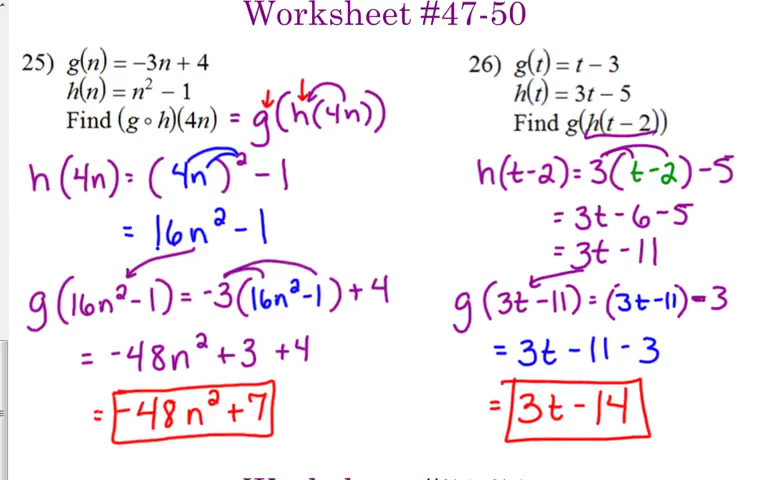 Worksheet #47-50
25) g(n) = −3n + 4
h(n) = n² − 1
Find (g ∘ h)(4n) = g(h(4n))
h(4n) = (4n)² − 1
= 16n² − 1
g(16n² − 1) = −3(16n² − 1) + 4
= −48n² + 3 + 4
= −48n² + 7
26) g(t) = t − 3
h(t) = 3t − 5
Find g(h(t − 2))
h(t−2) = 3(t−2) − 5
= 3t − 6 − 5
= 3t − 11
g(3t − 11) = (3t − 11) − 3
= 3t − 11 − 3
= 3t − 14